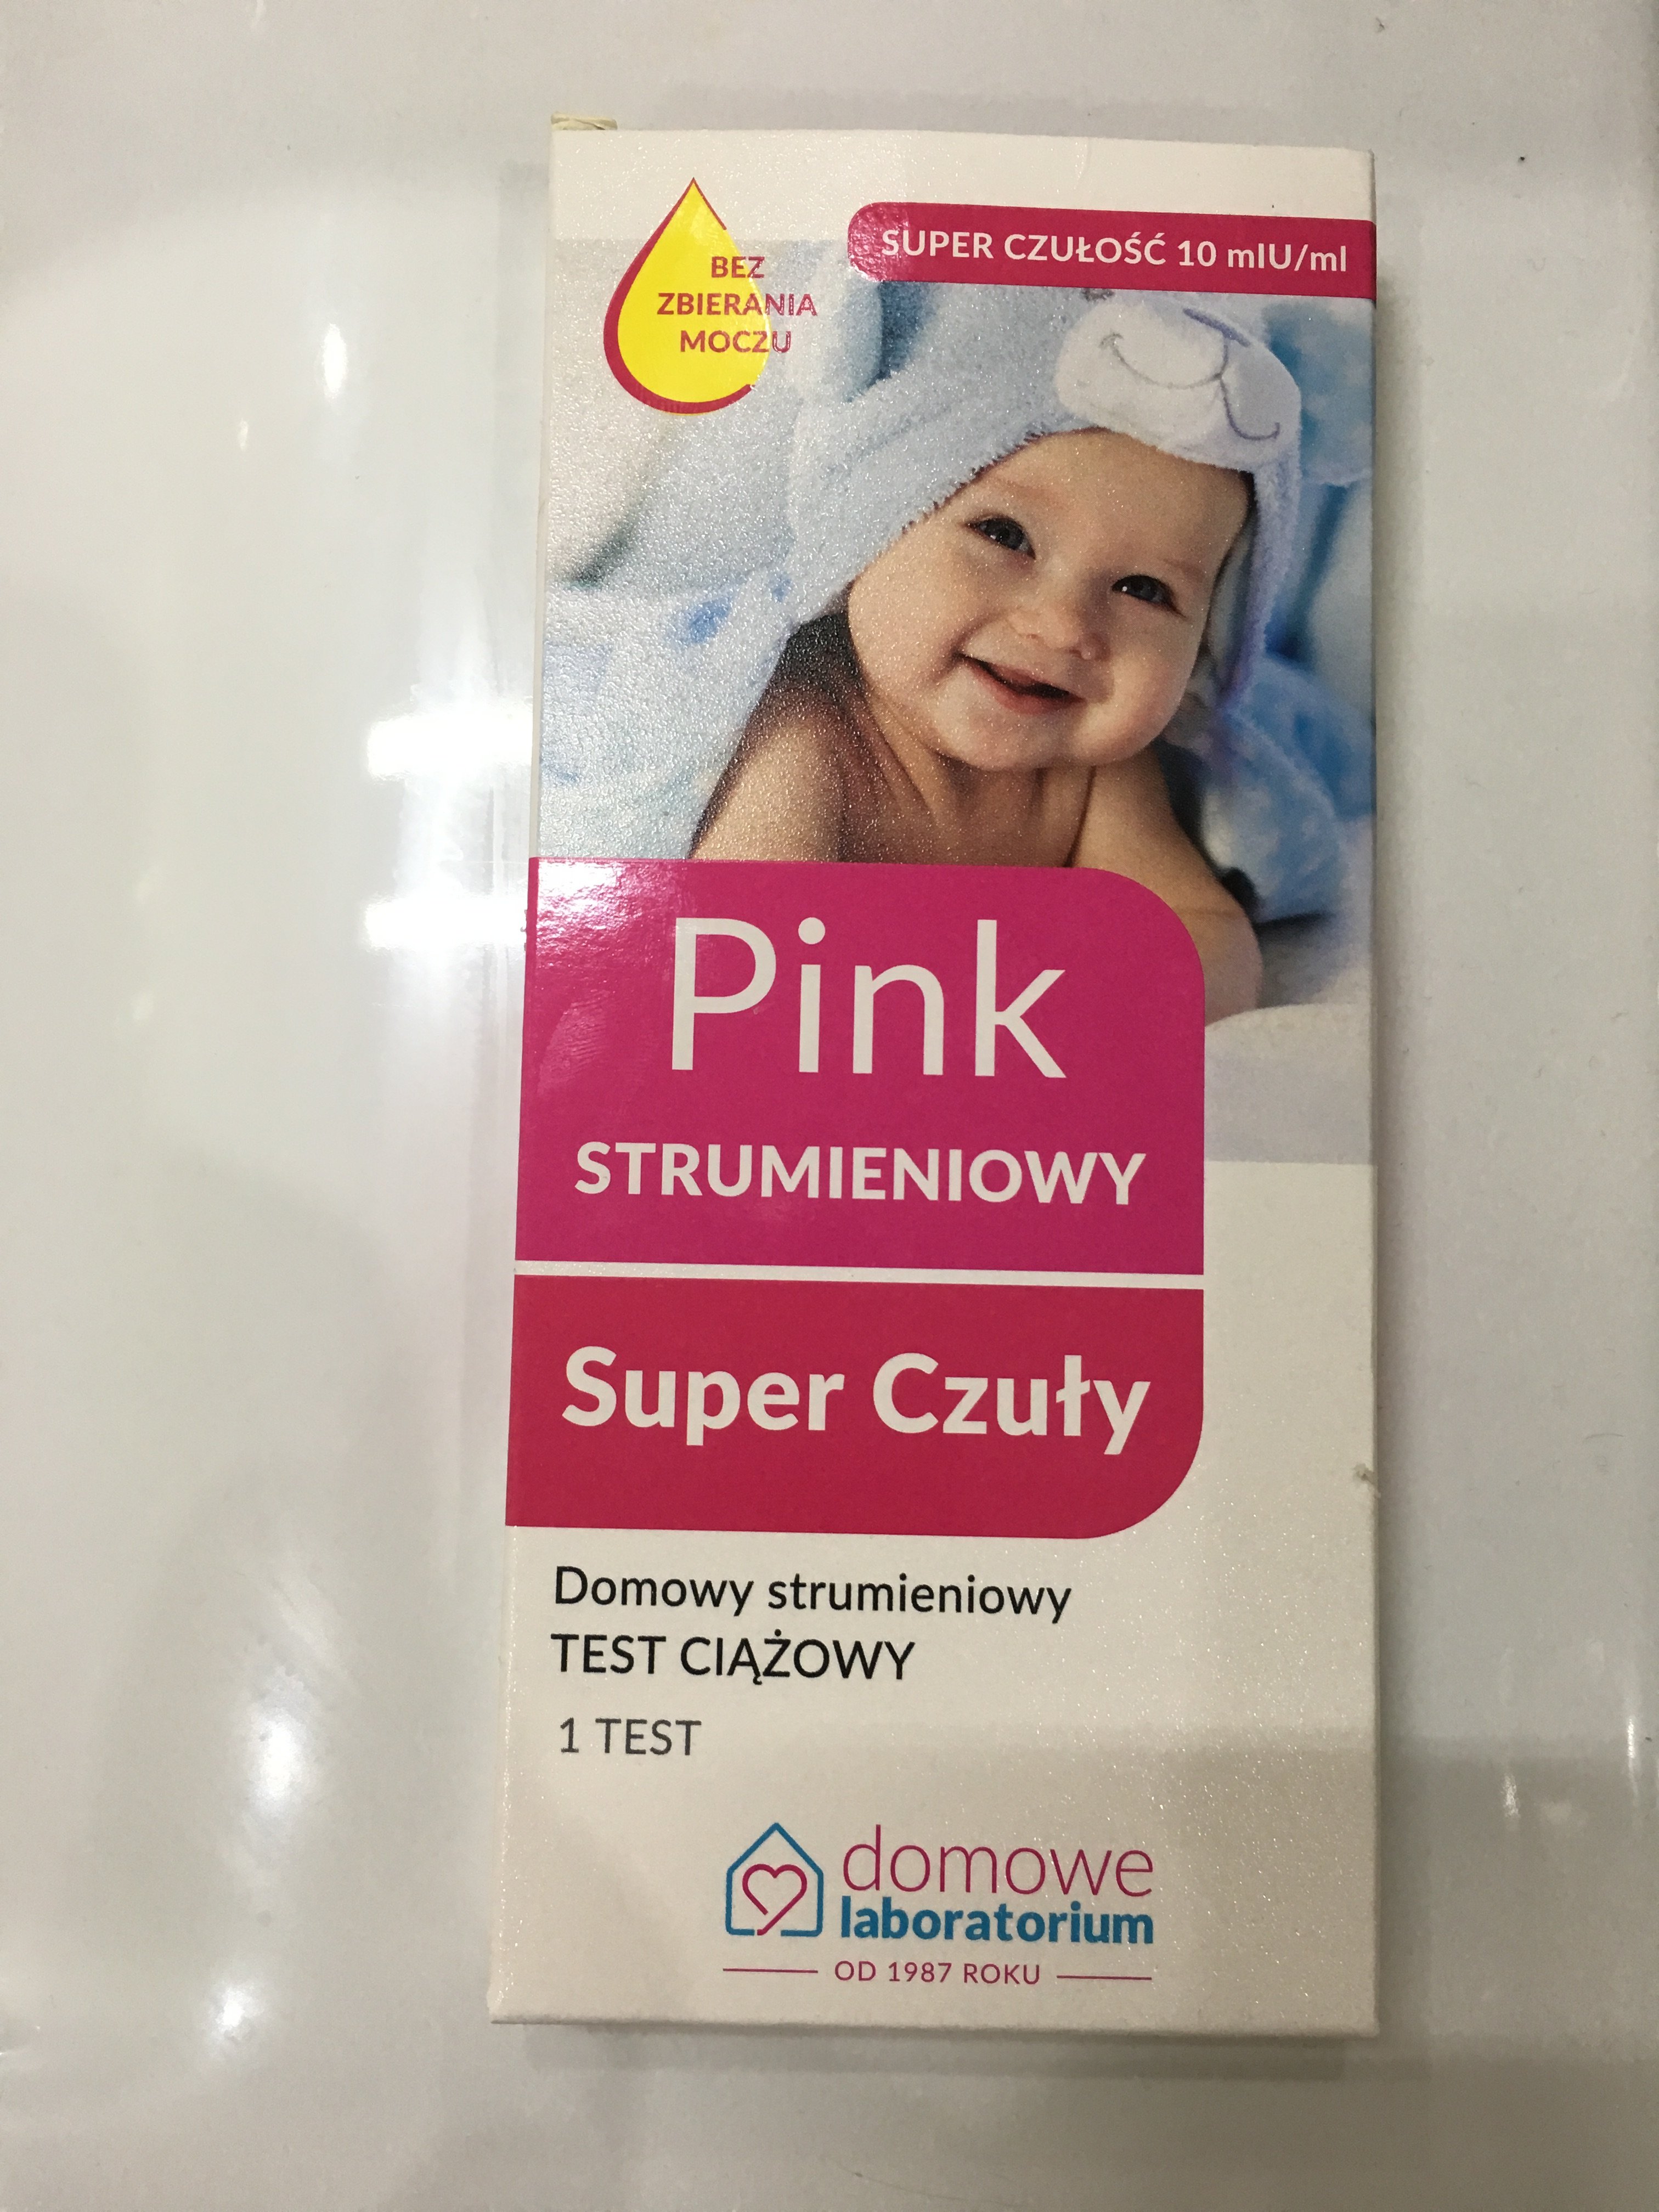 BEZ
ZBIERANIA
MOCZU
SUPER CZUŁOŚĆ 10 mIU/ml
Pink
STRUMIENIOWY
Super Czuły
Domowy strumieniowy
TEST CIĄŻOWY
1 TEST
domowe
laboratorium
OD 1987 ROKU